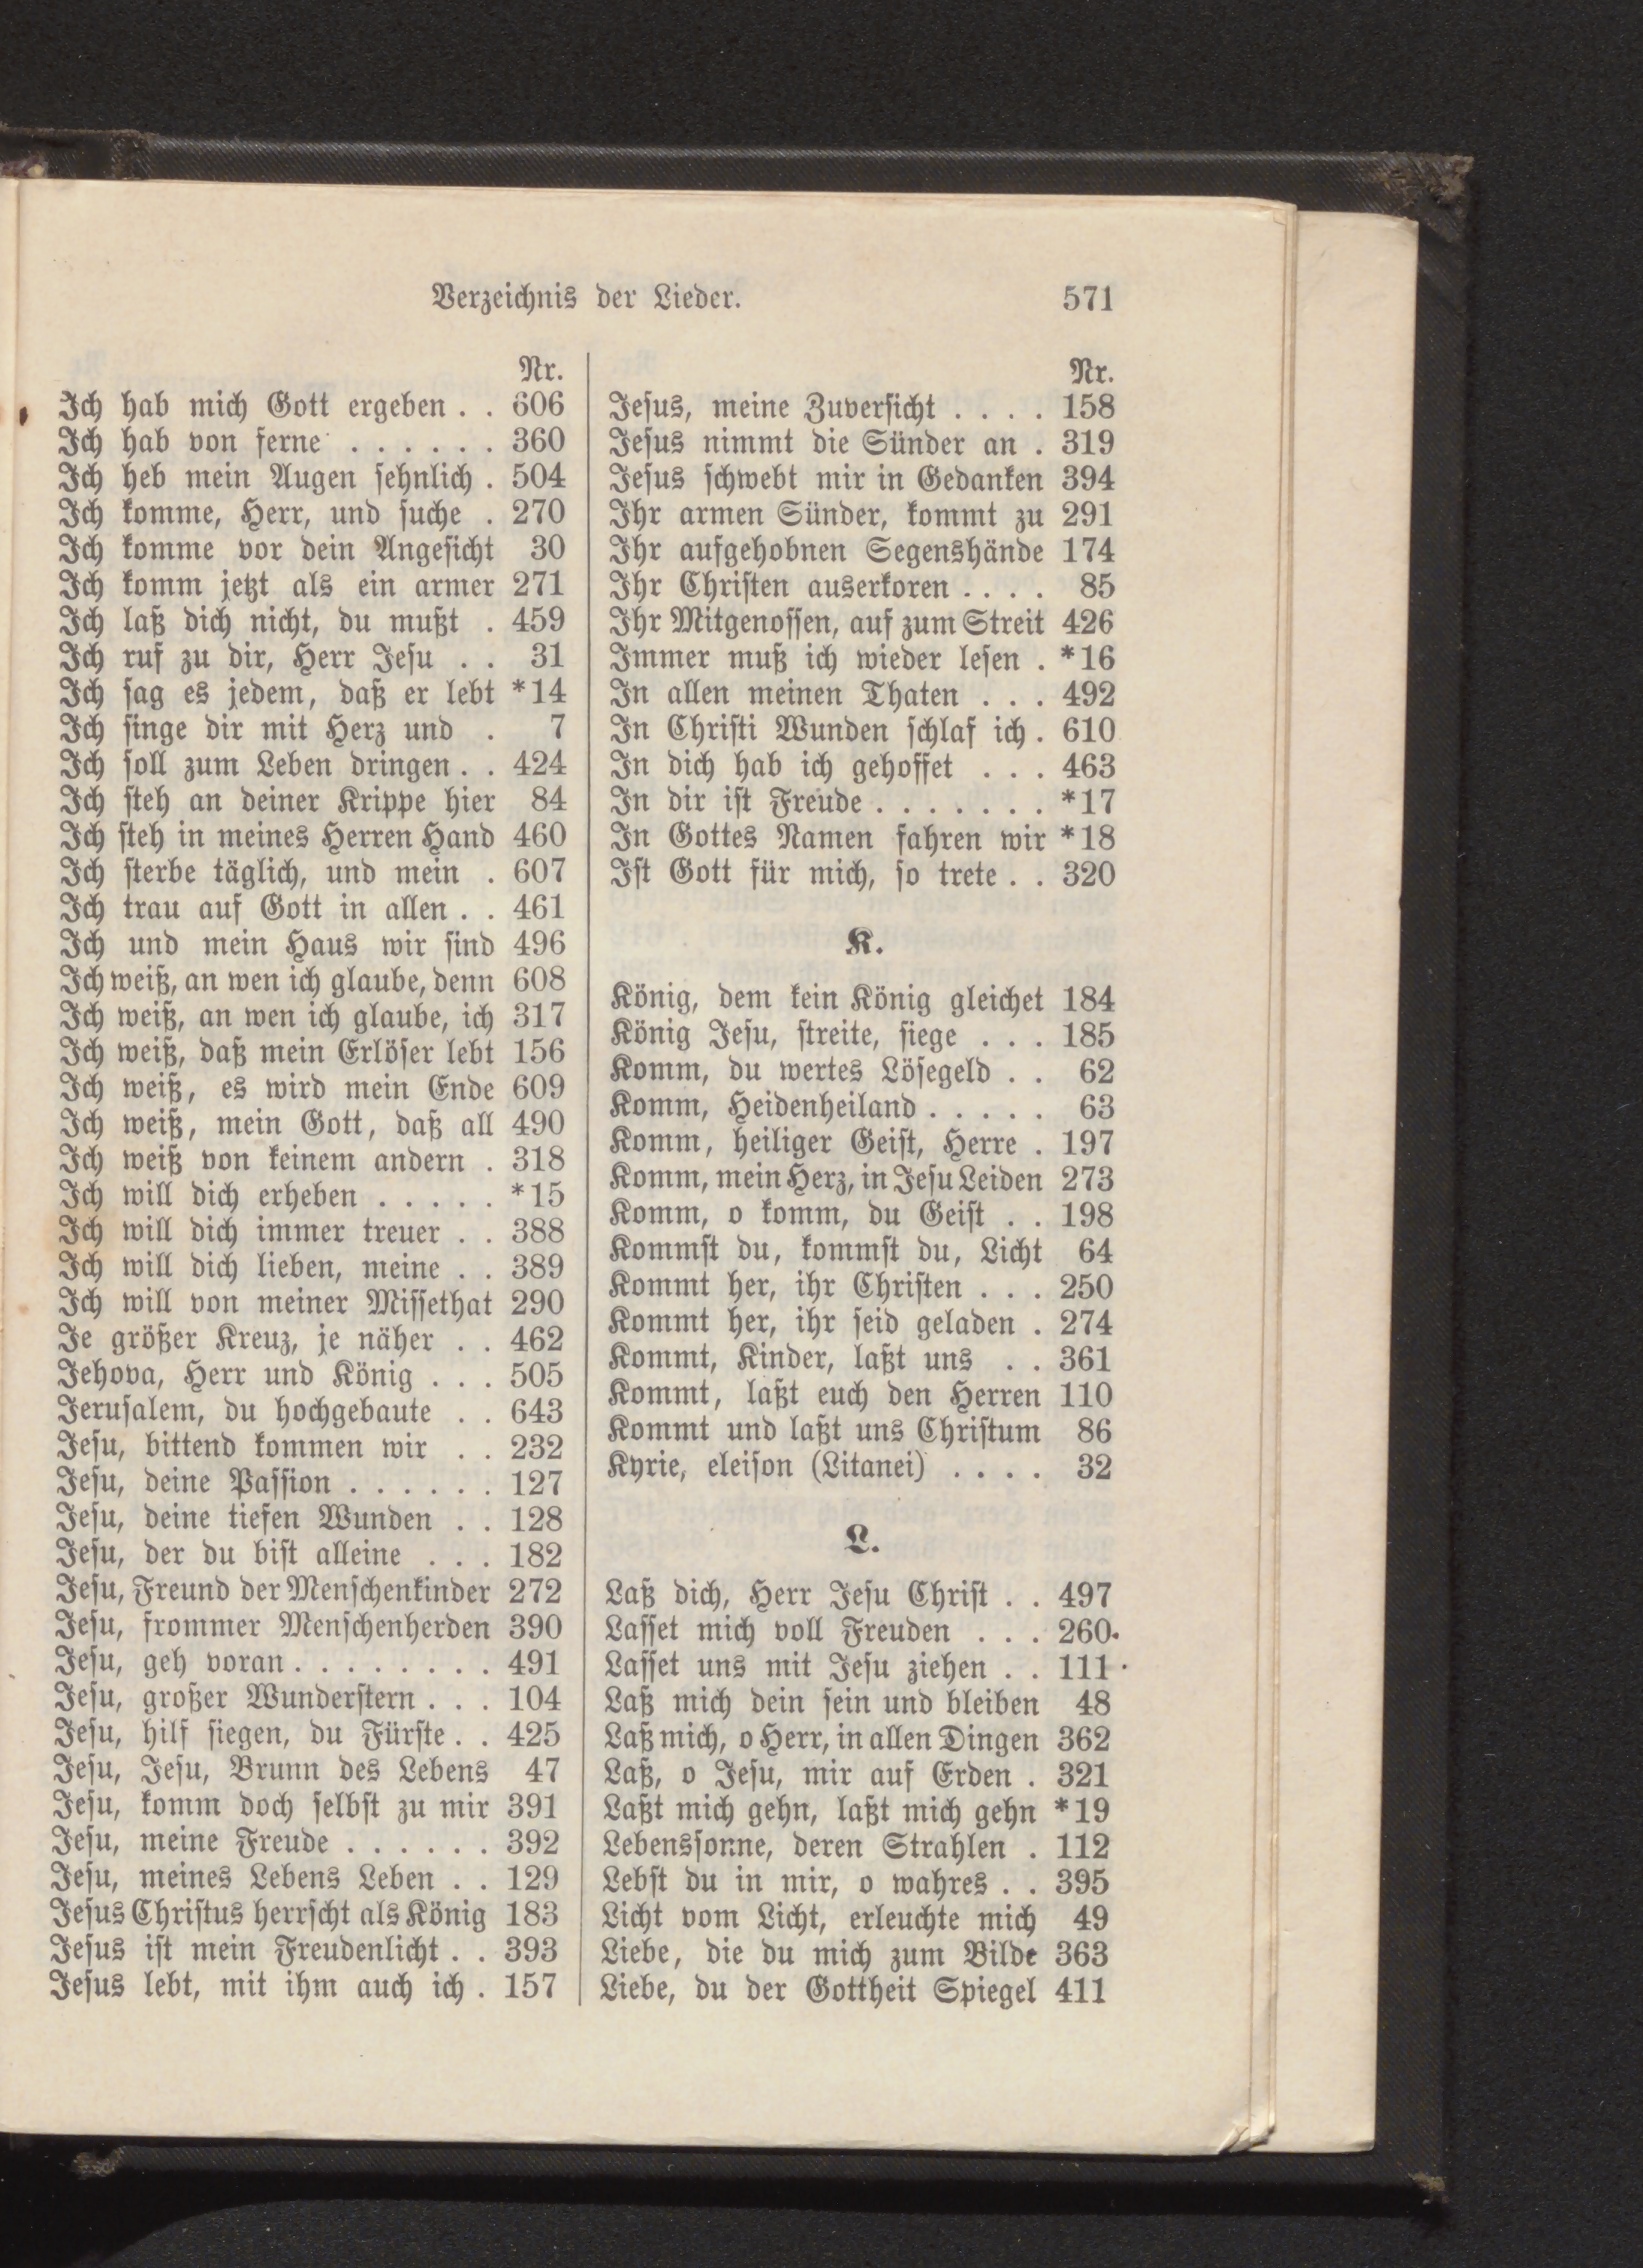 Verzeichnis der Lieder. 571
Nr.
Ich hab mich Gott ergeben . . 606
Ich hab von ferne . . . . . . 360
Ich heb mein Augen sehnlich . 504
Ich komme, Herr, und suche . 270
Ich komme vor dein Angesicht 30
Ich komm jetzt als ein armer 271
Ich laß dich nicht, du mußt . 459
Ich ruf zu dir, Herr Jesu . . 31
Ich sag es jedem, daß er lebt *14
Ich singe dir mit Herz und . 7
Ich soll zum Leben dringen . . 424
Ich steh an deiner Krippe hier 84
Ich steh in meines Herren Hand 460
Ich sterbe täglich, und mein . 607
Ich trau auf Gott in allen . . 461
Ich und mein Haus wir sind 496
Ich weiß, an wen ich glaube, denn 608
Ich weiß, an wen ich glaube, ich 317
Ich weiß, daß mein Erlöser lebt 156
Ich weiß, es wird mein Ende 609
Ich weiß, mein Gott, daß all 490
Ich weiß von keinem andern . 318
Ich will dich erheben . . . . . *15
Ich will dich immer treuer . . 388
Ich will dich lieben, meine . . 389
Ich will von meiner Missethat 290
Je größer Kreuz, je näher . . 462
Jehova, Herr und König . . . 505
Jerusalem, du hochgebaute . . 643
Jesu, bittend kommen wir . . 232
Jesu, deine Passion . . . . . . 127
Jesu, deine tiefen Wunden . . 128
Jesu, der du bist alleine . . . 182
Jesu, Freund der Menschenkinder 272
Jesu, frommer Menschenherden 390
Jesu, geh voran . . . . . . . . 491
Jesu, großer Wunderstern . . . 104
Jesu, hilf siegen, du Fürste . . 425
Jesu, Jesu, Brunn des Lebens 47
Jesu, komm doch selbst zu mir 391
Jesu, meine Freude . . . . . . 392
Jesu, meines Lebens Leben . . 129
Jesus Christus herrscht als König 183
Jesus ist mein Freudenlicht . . 393
Jesus lebt, mit ihm auch ich . 157
Nr.
Jesus, meine Zuversicht . . . . 158
Jesus nimmt die Sünder an . 319
Jesus schwebt mir in Gedanken 394
Ihr armen Sünder, kommt zu 291
Ihr aufgehobnen Segenshände 174
Ihr Christen auserkoren . . . . 85
Ihr Mitgenossen, auf zum Streit 426
Immer muß ich wieder lesen . *16
In allen meinen Thaten . . . 492
In Christi Wunden schlaf ich . 610
In dich hab ich gehoffet . . . 463
In dir ist Freude . . . . . . . *17
In Gottes Namen fahren wir *18
Ist Gott für mich, so trete . . 320
K.
König, dem kein König gleichet 184
König Jesu, streite, siege . . . 185
Komm, du wertes Lösegeld . . 62
Komm, Heidenheiland . . . . . 63
Komm, heiliger Geist, Herre . 197
Komm, mein Herz, in Jesu Leiden 273
Komm, o komm, du Geist . . 198
Kommst du, kommst du, Licht 64
Kommt her, ihr Christen . . . 250
Kommt her, ihr seid geladen . 274
Kommt, Kinder, laßt uns . . 361
Kommt, laßt euch den Herren 110
Kommt und laßt uns Christum 86
Kyrie, eleison (Litanei) . . . . 32
L.
Laß dich, Herr Jesu Christ . . 497
Lasset mich voll Freuden . . . 260
Lasset uns mit Jesu ziehen . . 111
Laß mich dein sein und bleiben 48
Laß mich, o Herr, in allen Dingen 362
Laß, o Jesu, mir auf Erden . 321
Laßt mich gehn, laßt mich gehn *19
Lebenssonne, deren Strahlen . 112
Lebst du in mir, o wahres . . 395
Licht vom Licht, erleuchte mich 49
Liebe, die du mich zum Bilde 363
Liebe, du der Gottheit Spiegel 411